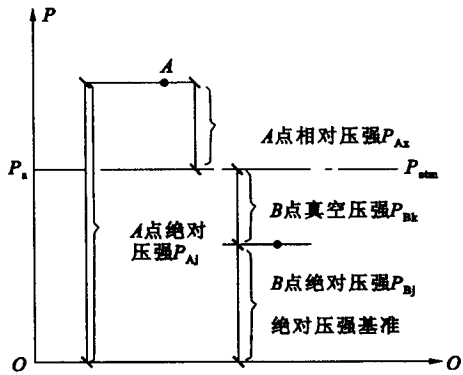 P
A
A点相对压强P_Ax
P_a
P_atm
B点真空压强P_Bk
A点绝对
压强P_Aj
B点绝对压强P_Bj
绝对压强基准
O
O